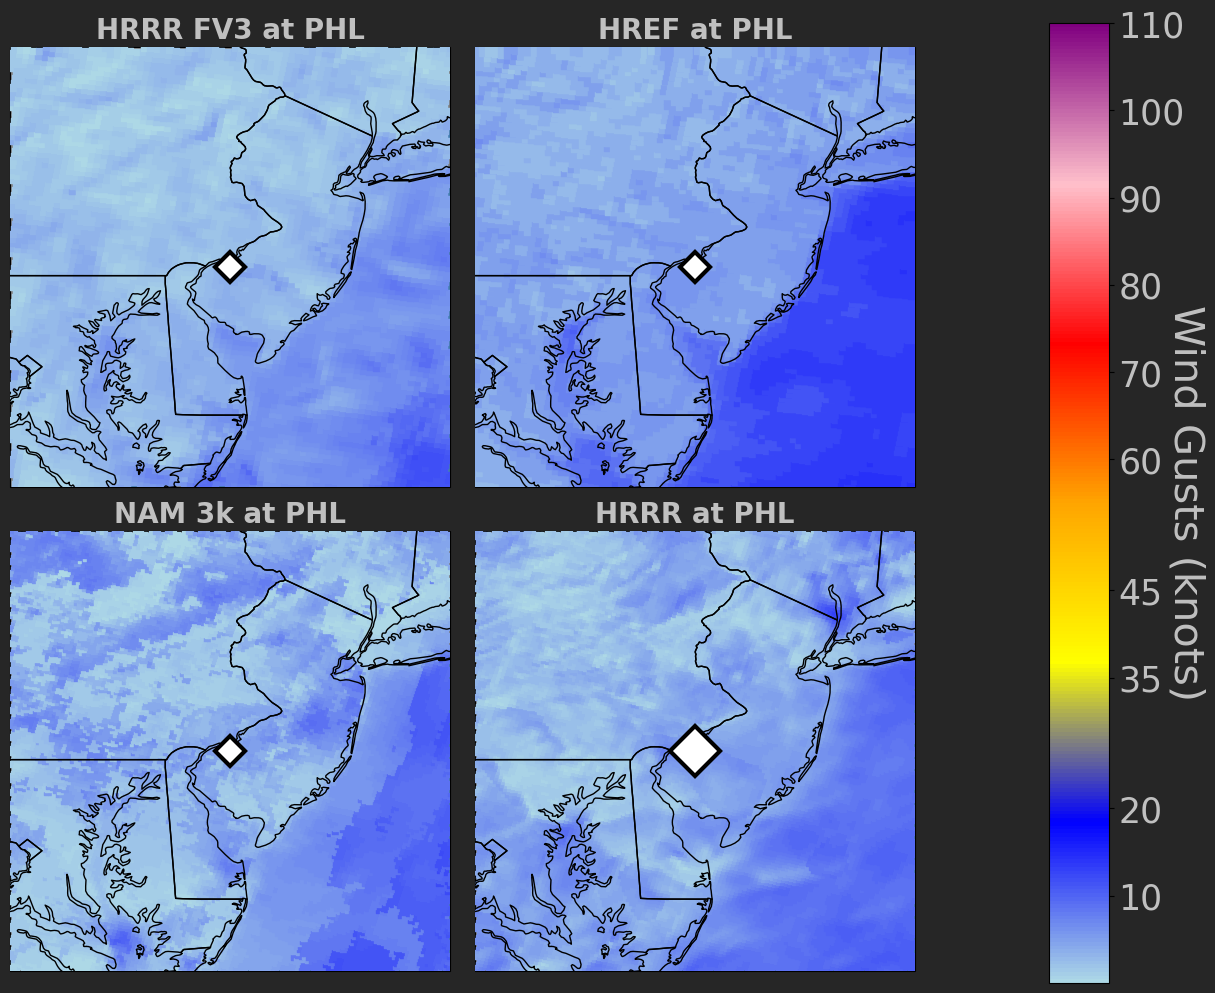 HRRR FV3 at PHL
HREF at PHL
NAM 3k at PHL
HRRR at PHL
110
100
90
80
70
60
45
35
20
10
Wind Gusts (knots)